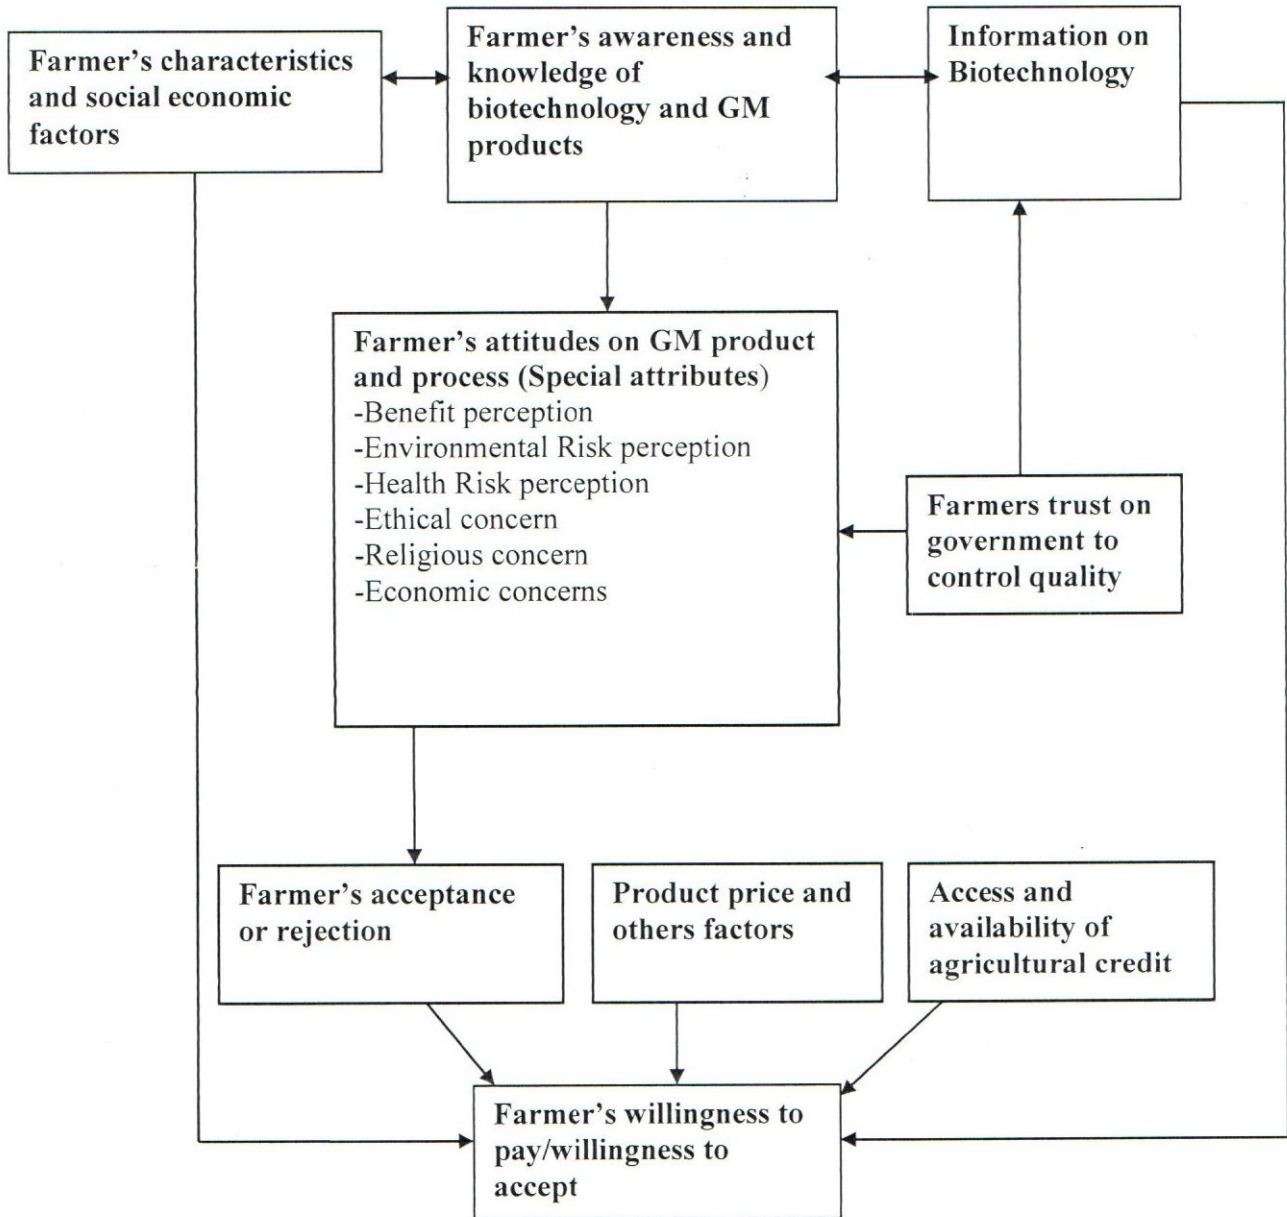 Farmer's characteristics
and social economic
factors
Farmer's awareness and
knowledge of
biotechnology and GM
products
Information on
Biotechnology
Farmer's attitudes on GM product
and process (Special attributes)
-Benefit perception
-Environmental Risk perception
-Health Risk perception
-Ethical concern
-Religious concern
-Economic concerns
Farmers trust on
government to
control quality
Farmer's acceptance
or rejection
Product price and
others factors
Access and
availability of
agricultural credit
Farmer's willingness to
pay/willingness to
accept